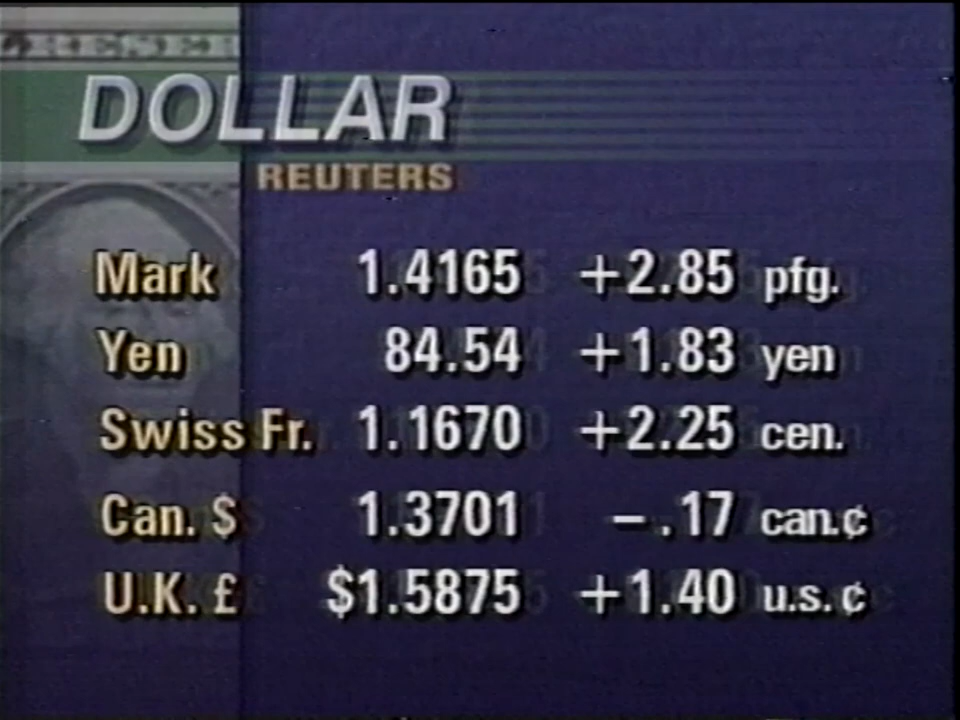 DOLLAR
REUTERS
Mark 1.4165 +2.85 pfg.
Yen 84.54 +1.83 yen
Swiss Fr. 1.1670 +2.25 cen.
Can. $ 1.3701 -.17 can.¢
U.K. £ $1.5875 +1.40 u.s. ¢